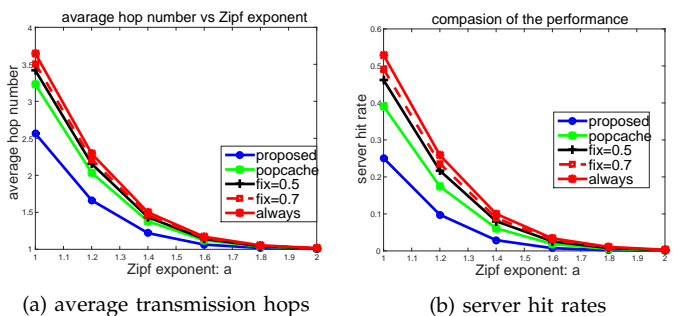 avarage hop number vs Zipf exponent
average hop number
4
3.5
3
2.5
2
1.5
1
proposed
popcache
fix=0.5
fix=0.7
always
1 1.1 1.2 1.3 1.4 1.5 1.6 1.7 1.8 1.9 2
Zipf exponent: a
(a) average transmission hops
compasion of the performance
server hit rate
0.6
0.5
0.4
0.3
0.2
0.1
0
proposed
popcache
fix=0.5
fix=0.7
always
1 1.1 1.2 1.3 1.4 1.5 1.6 1.7 1.8 1.9 2
Zipf exponent: a
(b) server hit rates